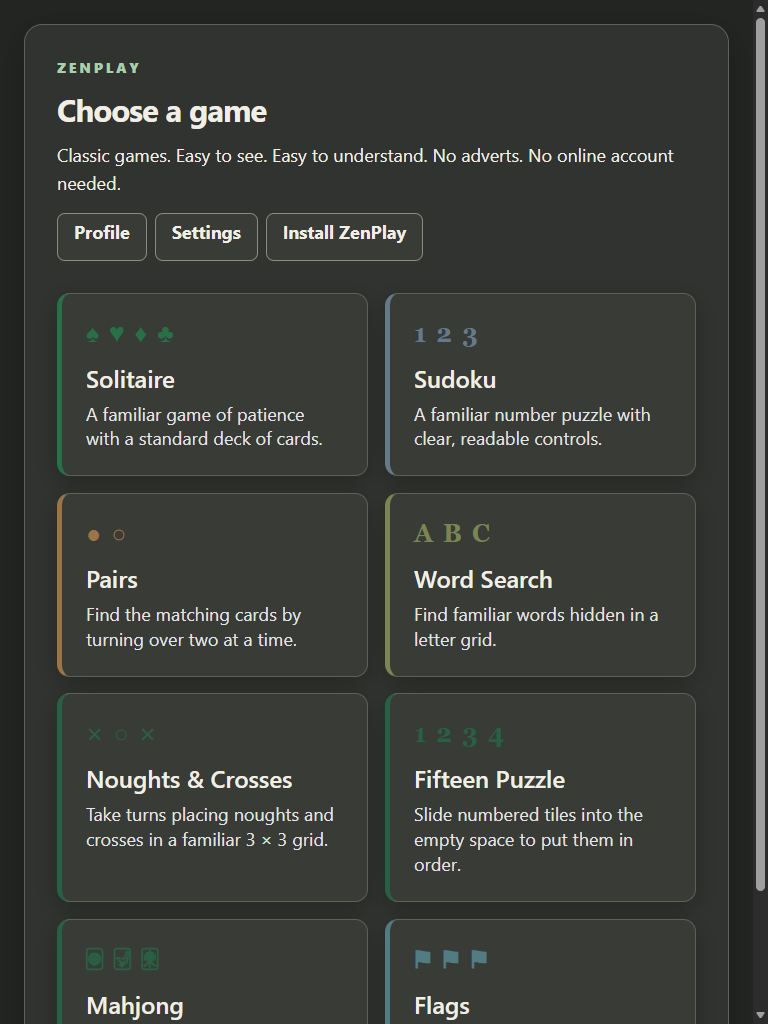 ZENPLAY
Choose a game
Classic games. Easy to see. Easy to understand. No adverts. No online account
needed.
Profile
Settings
Install ZenPlay
♠ ♥ ♦ ♣
Solitaire
A familiar game of patience
with a standard deck of cards.
1 2 3
Sudoku
A familiar number puzzle with
clear, readable controls.
● ○
Pairs
Find the matching cards by
turning over two at a time.
A B C
Word Search
Find familiar words hidden in a
letter grid.
× ○ ×
Noughts & Crosses
Take turns placing noughts and
crosses in a familiar 3 × 3 grid.
1 2 3 4
Fifteen Puzzle
Slide numbered tiles into the
empty space to put them in
order.
Mahjong
⚑ ⚑ ⚑
Flags